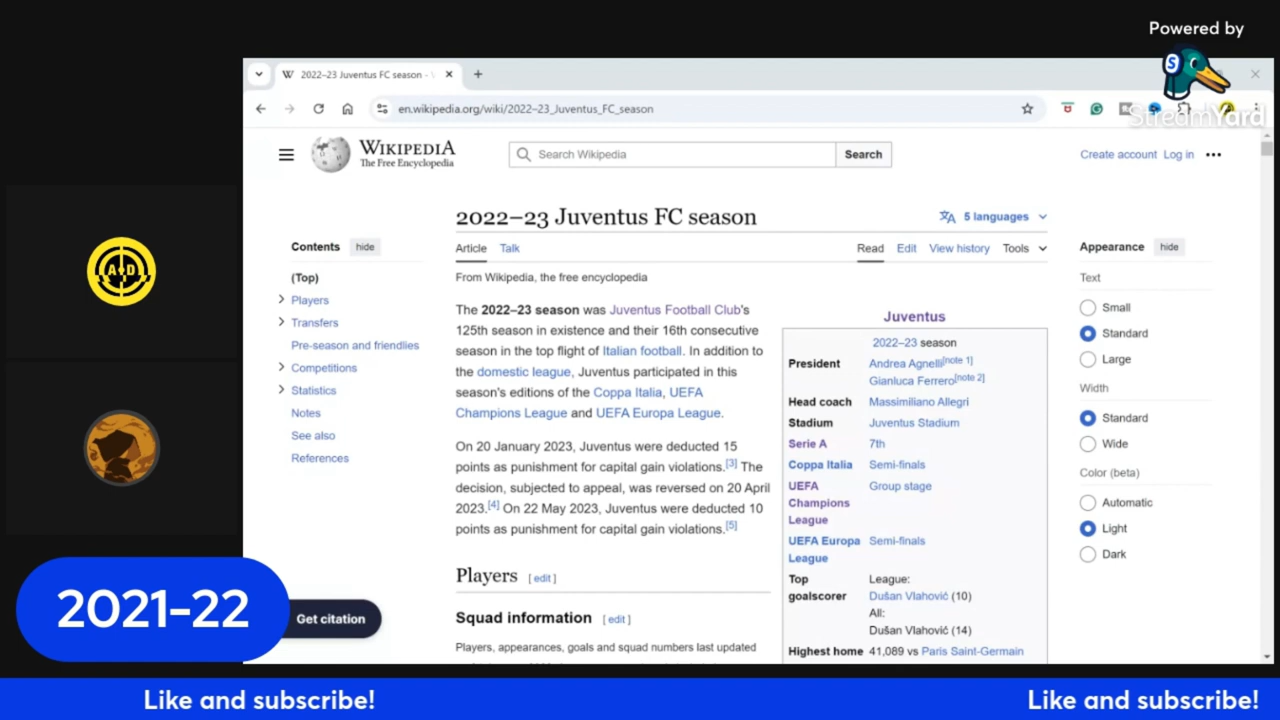 Powered by
StreamYard
2022–23 Juventus FC season -
en.wikipedia.org/wiki/2022–23_Juventus_FC_season
WIKIPEDIA
The Free Encyclopedia
Search Wikipedia
Search
Create account Log in
2022–23 Juventus FC season
5 languages
Contents hide
(Top)
Players
Transfers
Pre-season and friendlies
Competitions
Statistics
Notes
See also
References
Article Talk
Read Edit View history Tools
From Wikipedia, the free encyclopedia
The 2022–23 season was Juventus Football Club's
125th season in existence and their 16th consecutive
season in the top flight of Italian football. In addition to
the domestic league, Juventus participated in this
season's editions of the Coppa Italia, UEFA
Champions League and UEFA Europa League.
On 20 January 2023, Juventus were deducted 15
points as punishment for capital gain violations.[3] The
decision, subjected to appeal, was reversed on 20 April
2023.[4] On 22 May 2023, Juventus were deducted 10
points as punishment for capital gain violations.[5]
Players [ edit ]
Squad information [ edit ]
Players, appearances, goals and squad numbers last updated
Juventus
2022–23 season
President Andrea Agnelli[note 1]
Gianluca Ferrero[note 2]
Head coach Massimiliano Allegri
Stadium Juventus Stadium
Serie A 7th
Coppa Italia Semi-finals
UEFA Group stage
Champions
League
UEFA Europa Semi-finals
League
Top League:
goalscorer Dušan Vlahović (10)
All:
Dušan Vlahović (14)
Highest home 41,089 vs Paris Saint-Germain
Appearance hide
Text
Small
Standard
Large
Width
Standard
Wide
Color (beta)
Automatic
Light
Dark
A D
2021-22
Get citation
Like and subscribe!
Like and subscribe!